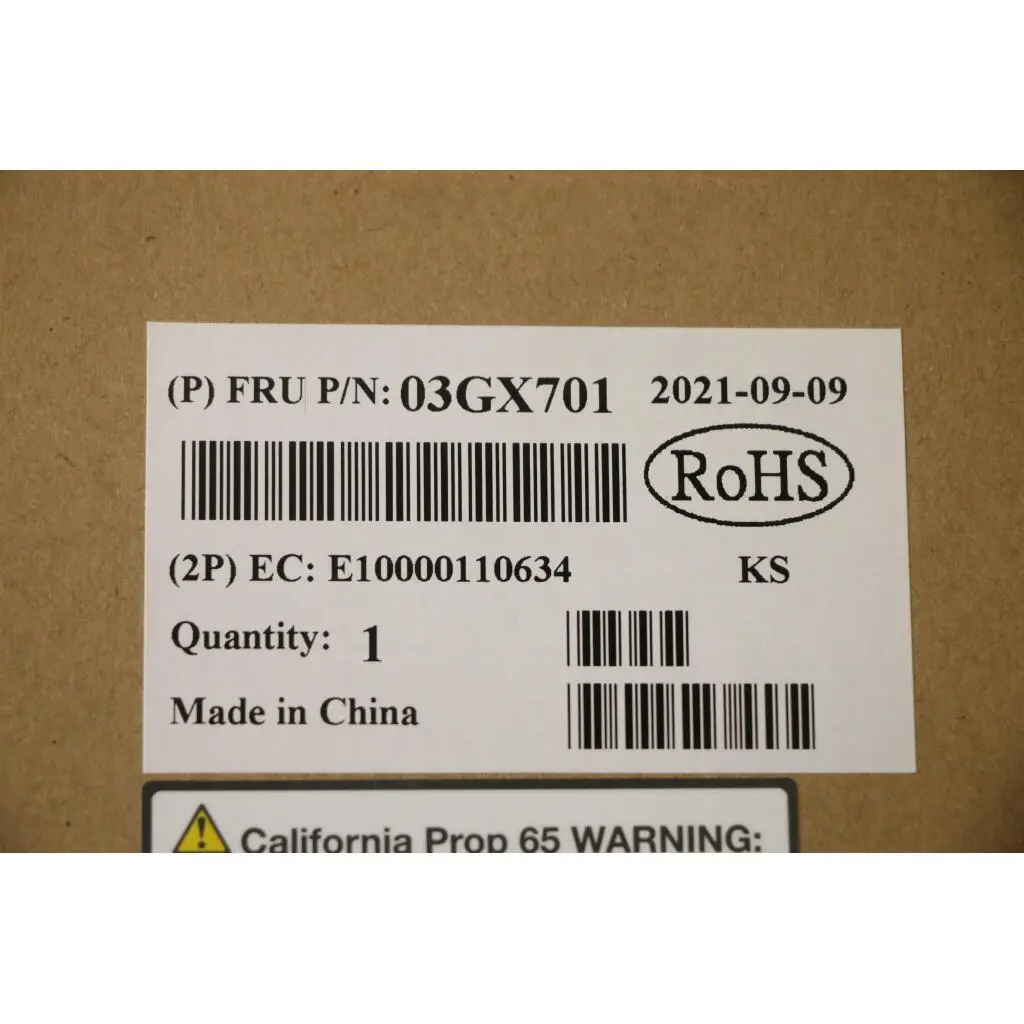 (P) FRU P/N: 03GX701 2021-09-09
RoHS
(2P) EC: E10000110634 KS
Quantity: 1
Made in China
California Prop 65 WARNING: